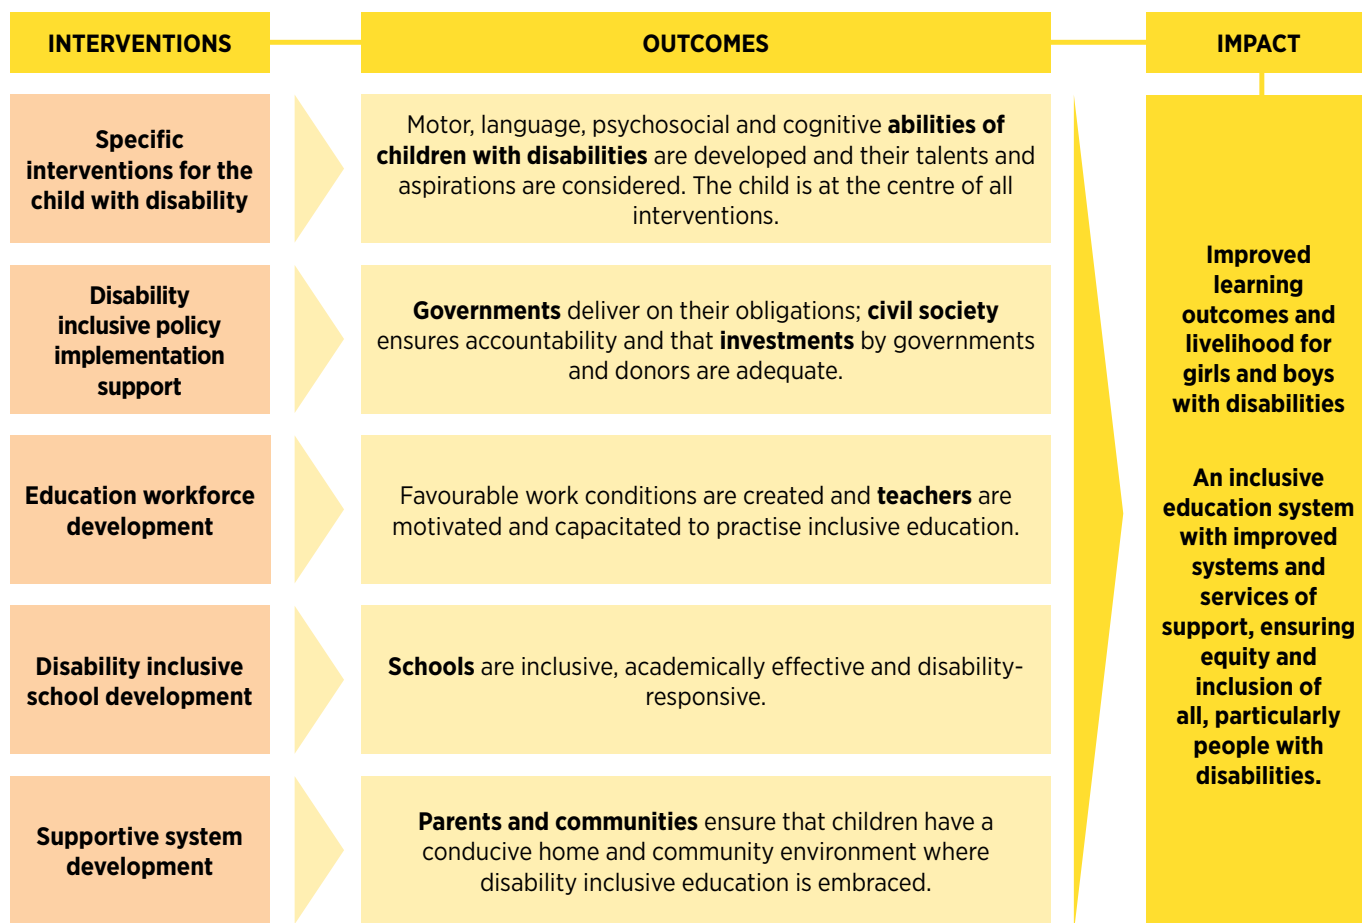 INTERVENTIONS
OUTCOMES
IMPACT
Specific
interventions for the
child with disability
Motor, language, psychosocial and cognitive abilities of
children with disabilities are developed and their talents and
aspirations are considered. The child is at the centre of all
interventions.
Disability
inclusive policy
implementation
support
Governments deliver on their obligations; civil society
ensures accountability and that investments by governments
and donors are adequate.
Education workforce
development
Favourable work conditions are created and teachers are
motivated and capacitated to practise inclusive education.
Disability inclusive
school development
Schools are inclusive, academically effective and disability-
responsive.
Supportive system
development
Parents and communities ensure that children have a
conducive home and community environment where
disability inclusive education is embraced.
Improved
learning
outcomes and
livelihood for
girls and boys
with disabilities
An inclusive
education system
with improved
systems and
services of
support, ensuring
equity and
inclusion of
all, particularly
people with
disabilities.